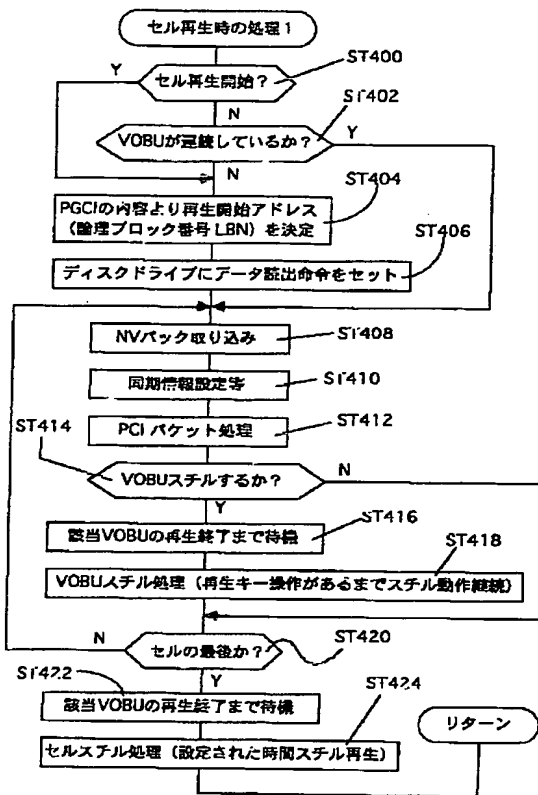 セル再生時の処理1
Y
セル再生開始?
ST400
N
ST402
VOBUが連続しているか?
Y
N
ST404
PGCIの内容より再生開始アドレス
(論理ブロック番号 LBN) を決定
ST406
ディスクドライブにデータ読出命令をセット
NVパック取り込み
ST408
同期情報設定等
ST410
PCI パケット処理
ST412
ST414
VOBUスチルするか?
N
Y
ST416
該当VOBUの再生終了まで待機
ST418
VOBUスチル処理 (再生キー操作があるまでスチル動作継続)
N
セルの最後か?
ST420
ST422
Y
該当VOBUの再生終了まで待機
ST424
リターン
セルスチル処理 (設定された時間スチル再生)